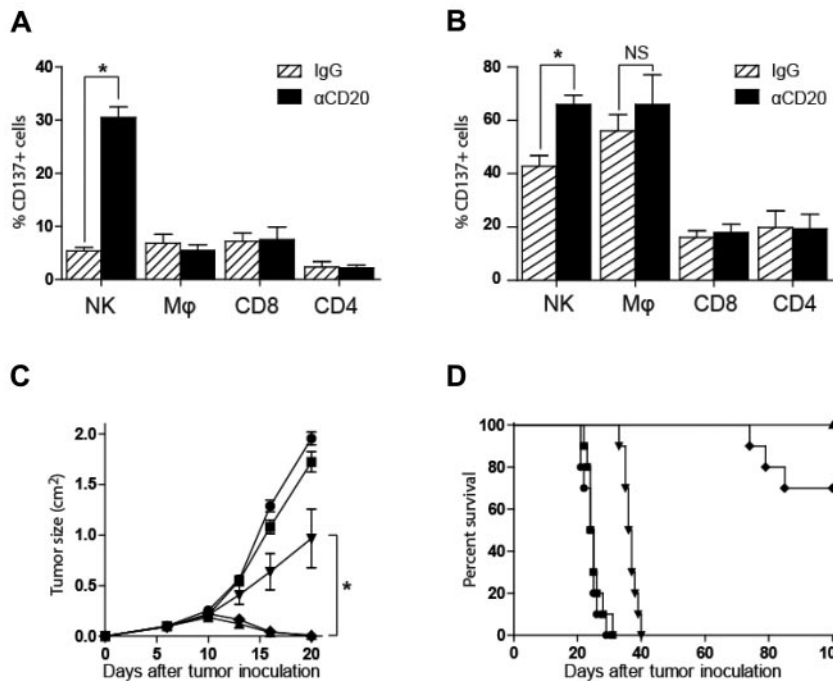 A
% CD137+ cells
40
30
20
10
0
*
IgG
αCD20
NK
Mφ
CD8
CD4
B
% CD137+ cells
80
60
40
20
0
*
NS
IgG
αCD20
NK
Mφ
CD8
CD4
C
Tumor size (cm2)
2.0
1.5
1.0
0.5
0.0
*
0 5 10 15 20
Days after tumor inoculation
D
Percent survival
100
80
60
40
20
0
0 20 40 60 80 100
Days after tumor inoculation